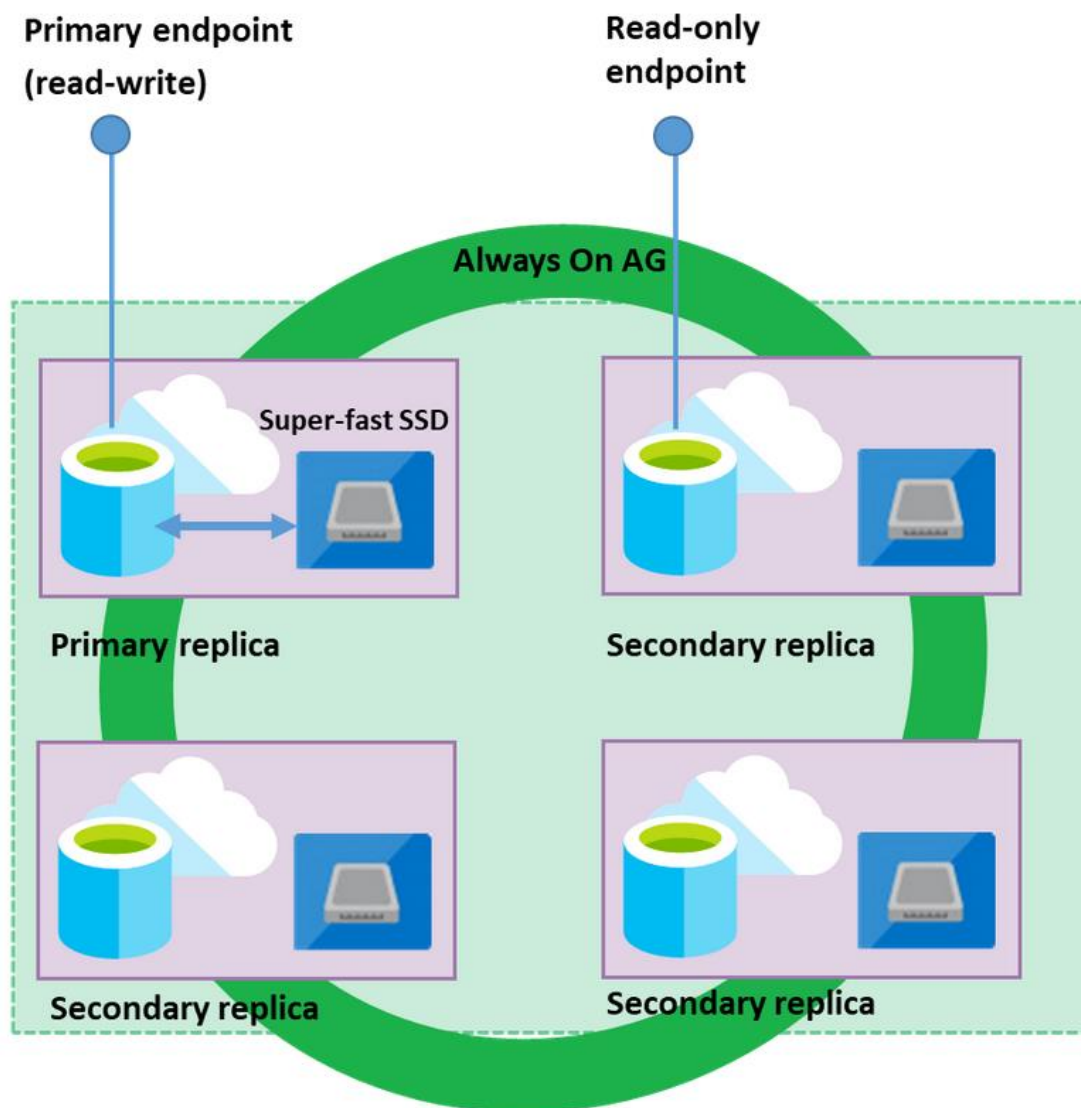 Primary endpoint
(read-write)
Read-only
endpoint
Always On AG
Super-fast SSD
Primary replica
Secondary replica
Secondary replica
Secondary replica